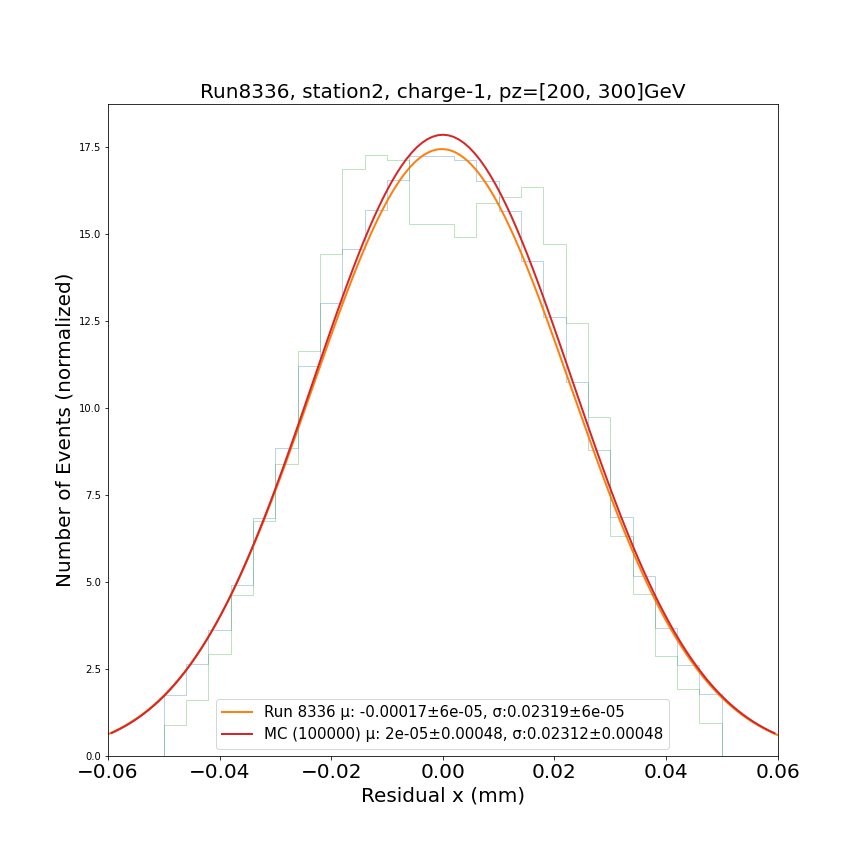 Run8336, station2, charge-1, pz=[200, 300]GeV
Number of Events (normalized)
17.5
15.0
12.5
10.0
7.5
5.0
2.5
0.0
Run 8336 μ: -0.00017±6e-05, σ:0.02319±6e-05
MC (100000) μ: 2e-05±0.00048, σ:0.02312±0.00048
−0.06 −0.04 −0.02 0.00 0.02 0.04 0.06
Residual x (mm)